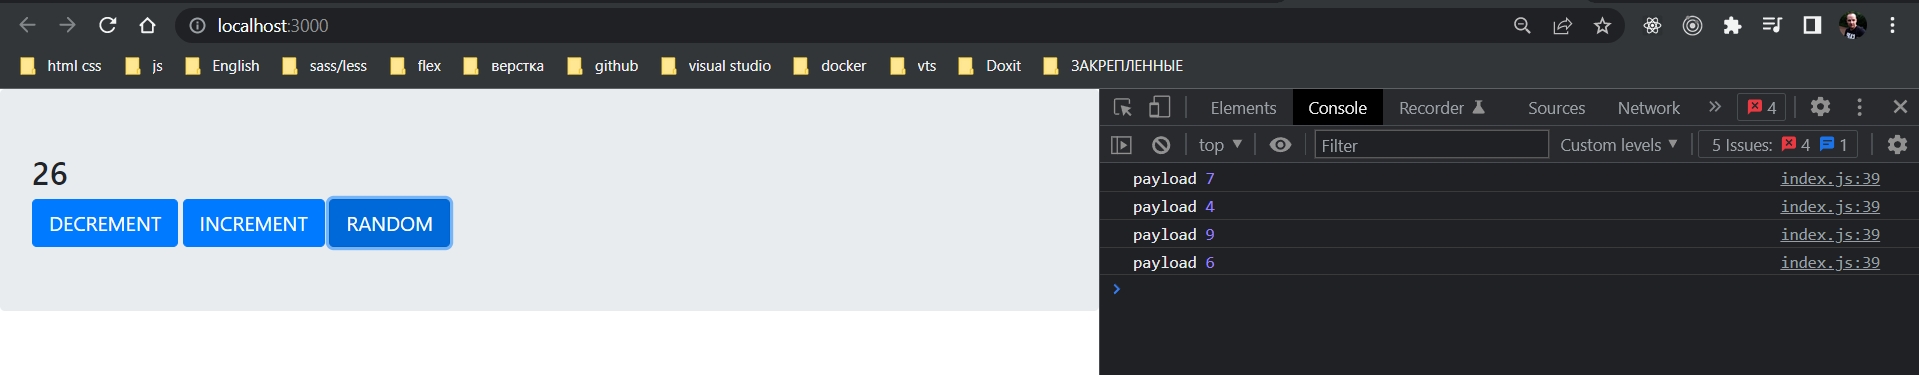 localhost:3000
html css js English sass/less flex верстка github visual studio docker vts Doxit ЗАКРЕПЛЕННЫЕ
26
DECREMENT INCREMENT RANDOM
Elements Console Recorder Sources Network » 4
top Filter Custom levels 5 Issues: 4 1
payload 7 index.js:39
payload 4 index.js:39
payload 9 index.js:39
payload 6 index.js:39